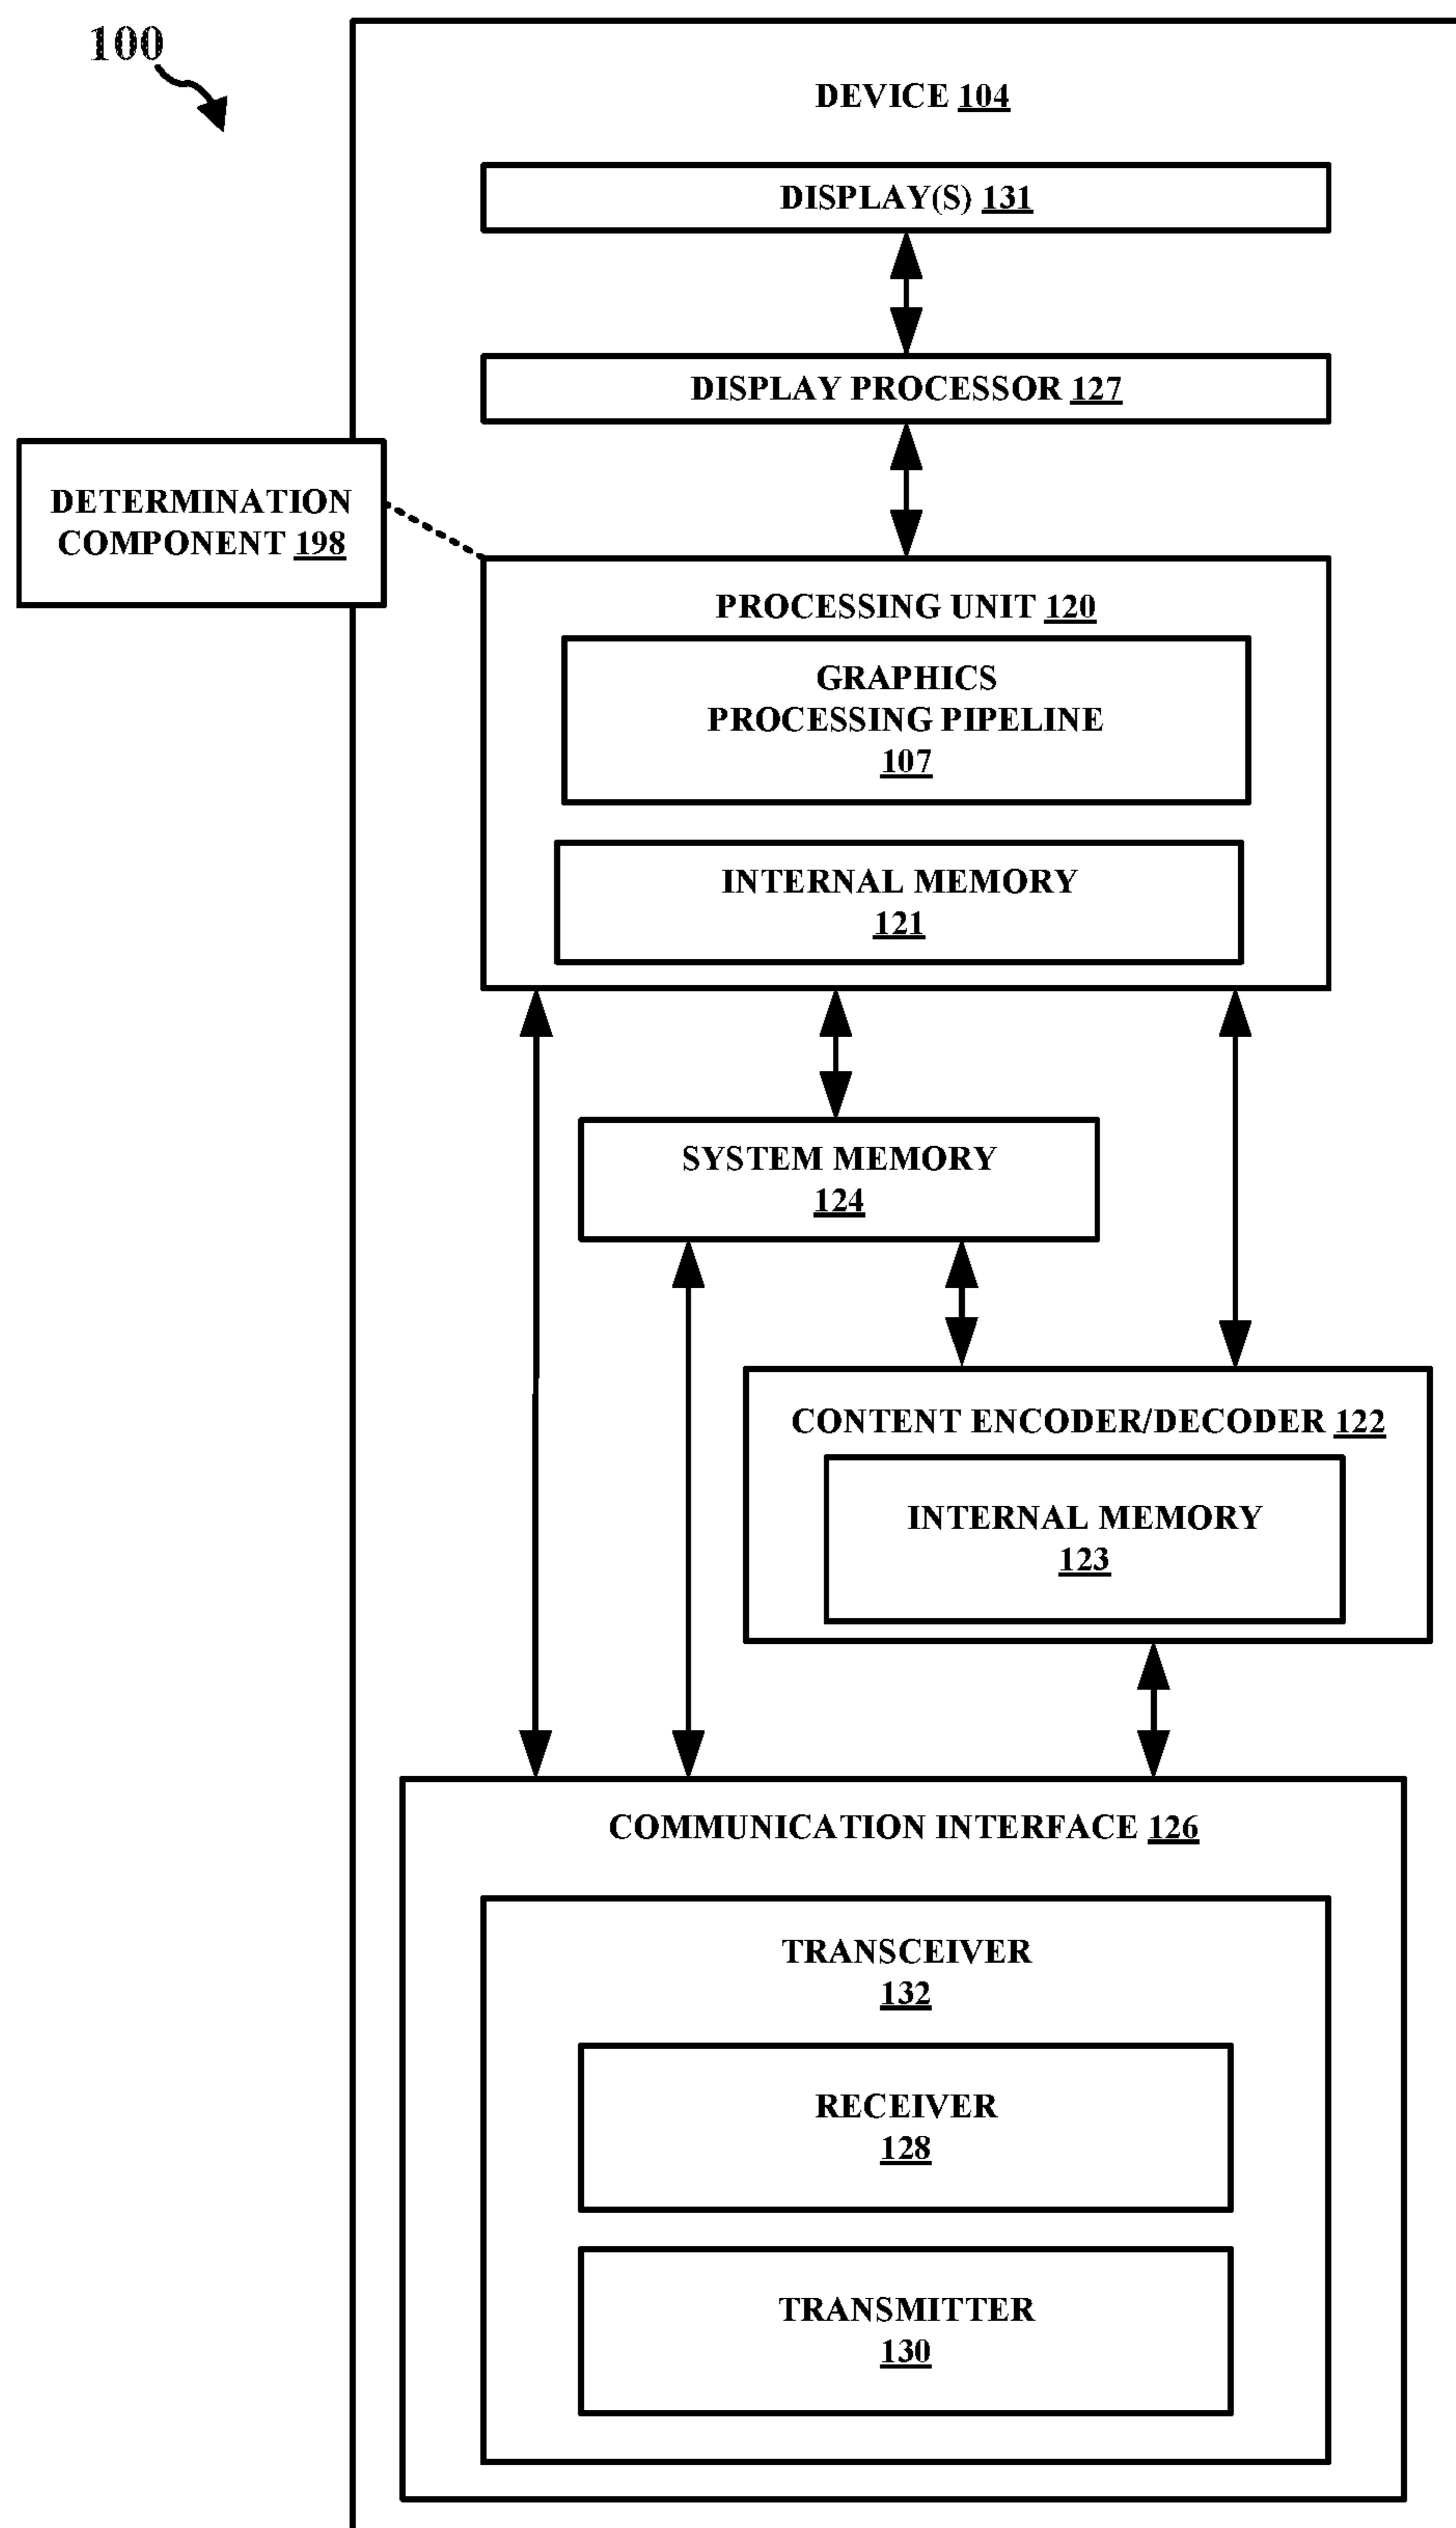 100
DEVICE 104
DISPLAY(S) 131
DISPLAY PROCESSOR 127
DETERMINATION
COMPONENT 198
PROCESSING UNIT 120
GRAPHICS
PROCESSING PIPELINE
107
INTERNAL MEMORY
121
SYSTEM MEMORY
124
CONTENT ENCODER/DECODER 122
INTERNAL MEMORY
123
COMMUNICATION INTERFACE 126
TRANSCEIVER
132
RECEIVER
128
TRANSMITTER
130